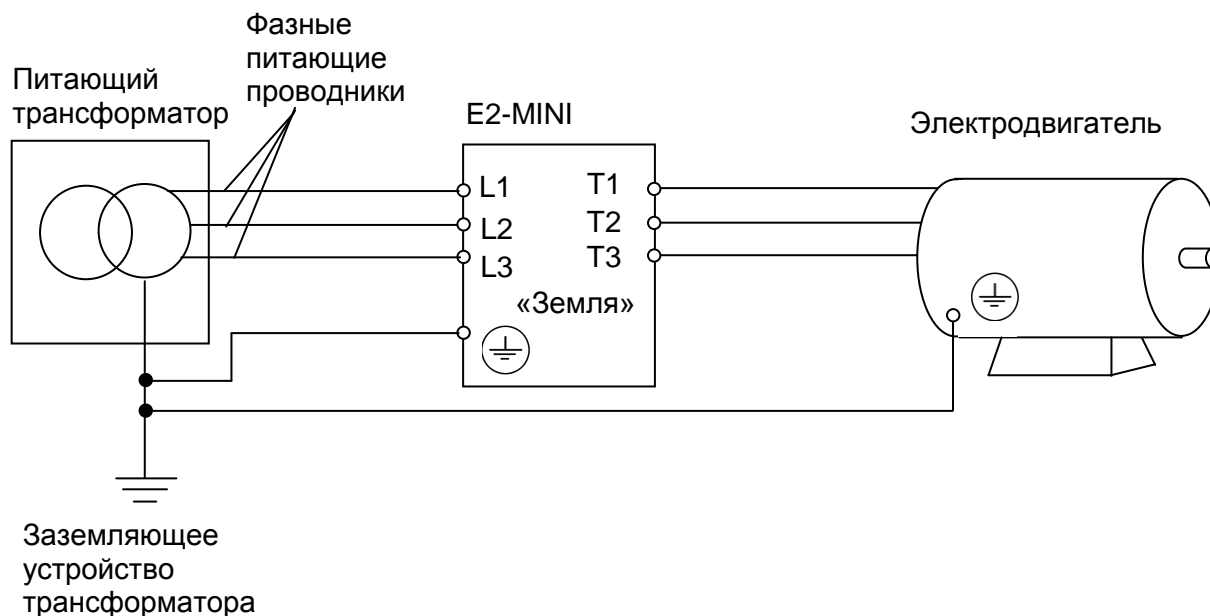 Фазные
питающие
проводники
Питающий
трансформатор
E2-MINI
Электродвигатель
L1
T1
L2
T2
L3
T3
«Земля»
Заземляющее
устройство
трансформатора